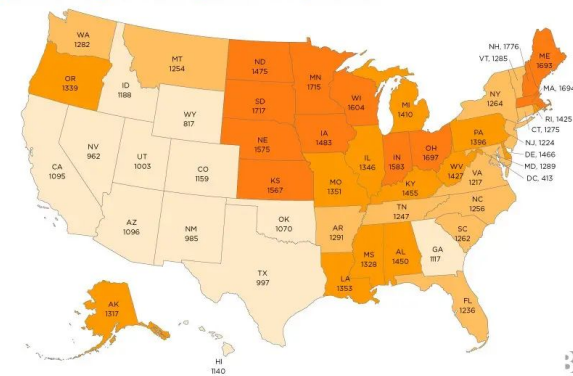 WA
1282
OR
1339
ID
1188
MT
1254
ND
1475
MN
1715
WI
1604
MI
1410
NH, 1776
VT, 1285
ME
1693
MA, 1694
NY
1264
RI, 1425
CT, 1275
NJ, 1224
DE, 1466
MD, 1289
DC, 413
PA
1396
SD
1717
WY
817
NE
1575
IA
1483
IL
1346
IN
1583
OH
1697
WV
1427
VA
1217
CA
1095
NV
962
UT
1003
CO
1159
KS
1567
MO
1351
KY
1455
NC
1256
TN
1247
SC
1262
AZ
1096
NM
985
OK
1070
AR
1291
MS
1328
AL
1450
GA
1117
TX
997
LA
1353
FL
1236
AK
1317
HI
1140